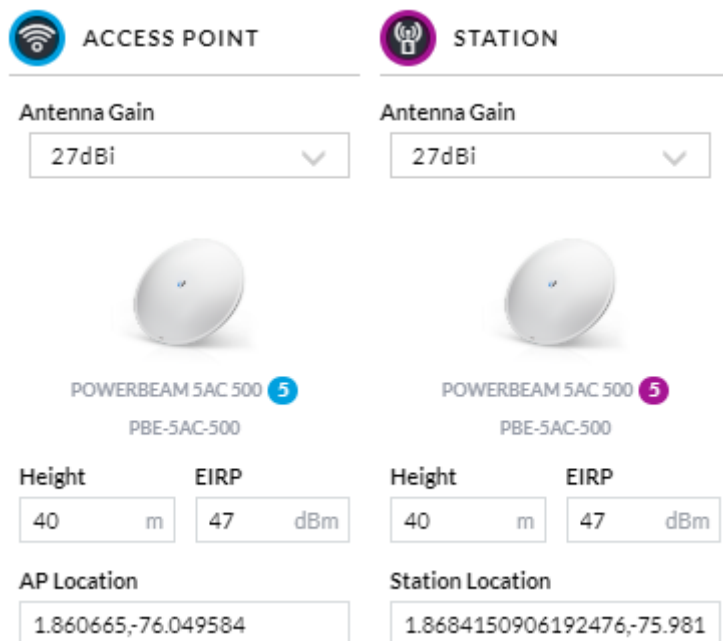 ACCESS POINT
STATION
Antenna Gain
Antenna Gain
27dBi
27dBi
POWERBEAM 5AC 500 5
POWERBEAM 5AC 500 5
PBE-5AC-500
PBE-5AC-500
Height EIRP
Height EIRP
40 m 47 dBm
40 m 47 dBm
AP Location
Station Location
1.860665,-76.049584
1.8684150906192476,-75.981